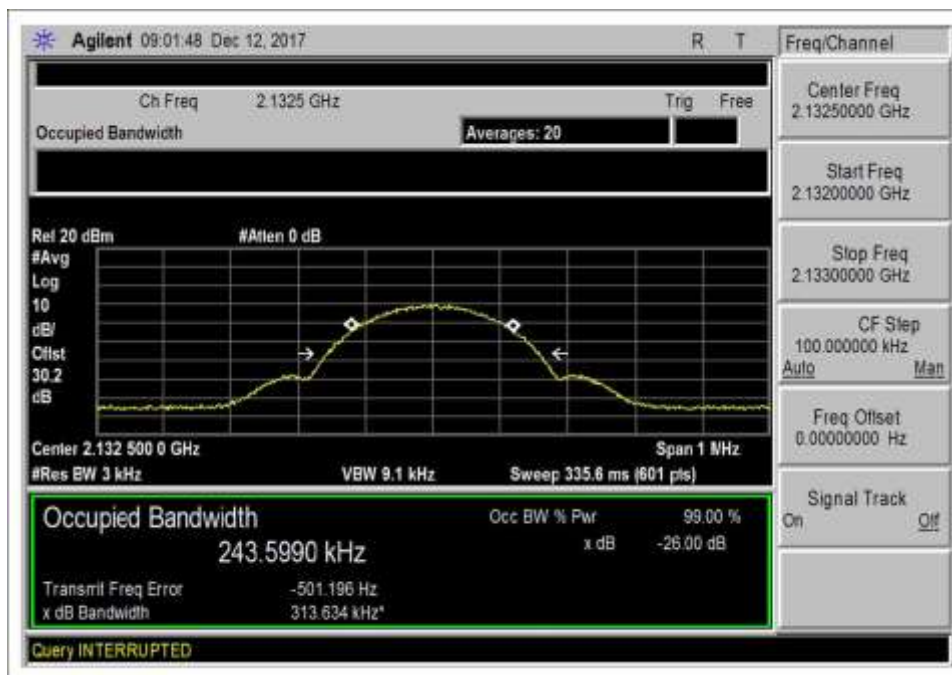 Agilent 09:01:48 Dec 12, 2017 R T
Freq/Channel
Ch Freq 2.1325 GHz Trig Free
Occupied Bandwidth Averages: 20
Center Freq
2.13250000 GHz
Start Freq
2.13200000 GHz
Stop Freq
2.13300000 GHz
CF Step
100.000000 kHz
Auto Man
Freq Offset
0.00000000 Hz
Signal Track
On Off
Ref 20 dBm #Atten 0 dB
#Avg
Log
10
dB/
Offst
30.2
dB
Center 2.132 500 0 GHz Span 1 MHz
#Res BW 3 kHz VBW 9.1 kHz Sweep 335.6 ms (601 pts)
Occupied Bandwidth Occ BW % Pwr 99.00 %
243.5990 kHz x dB -26.00 dB
Transmit Freq Error -501.196 Hz
x dB Bandwidth 313.634 kHz*
Query INTERRUPTED